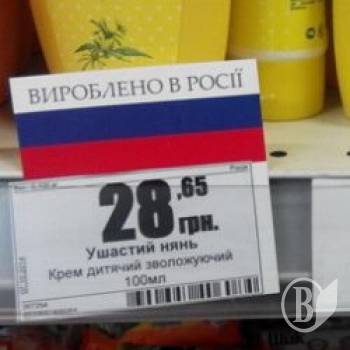 ВИРОБЛЕНО В РОСІЇ
28,65
грн.
Ушастий нянь
Крем дитячий зволожуючий
100мл
В